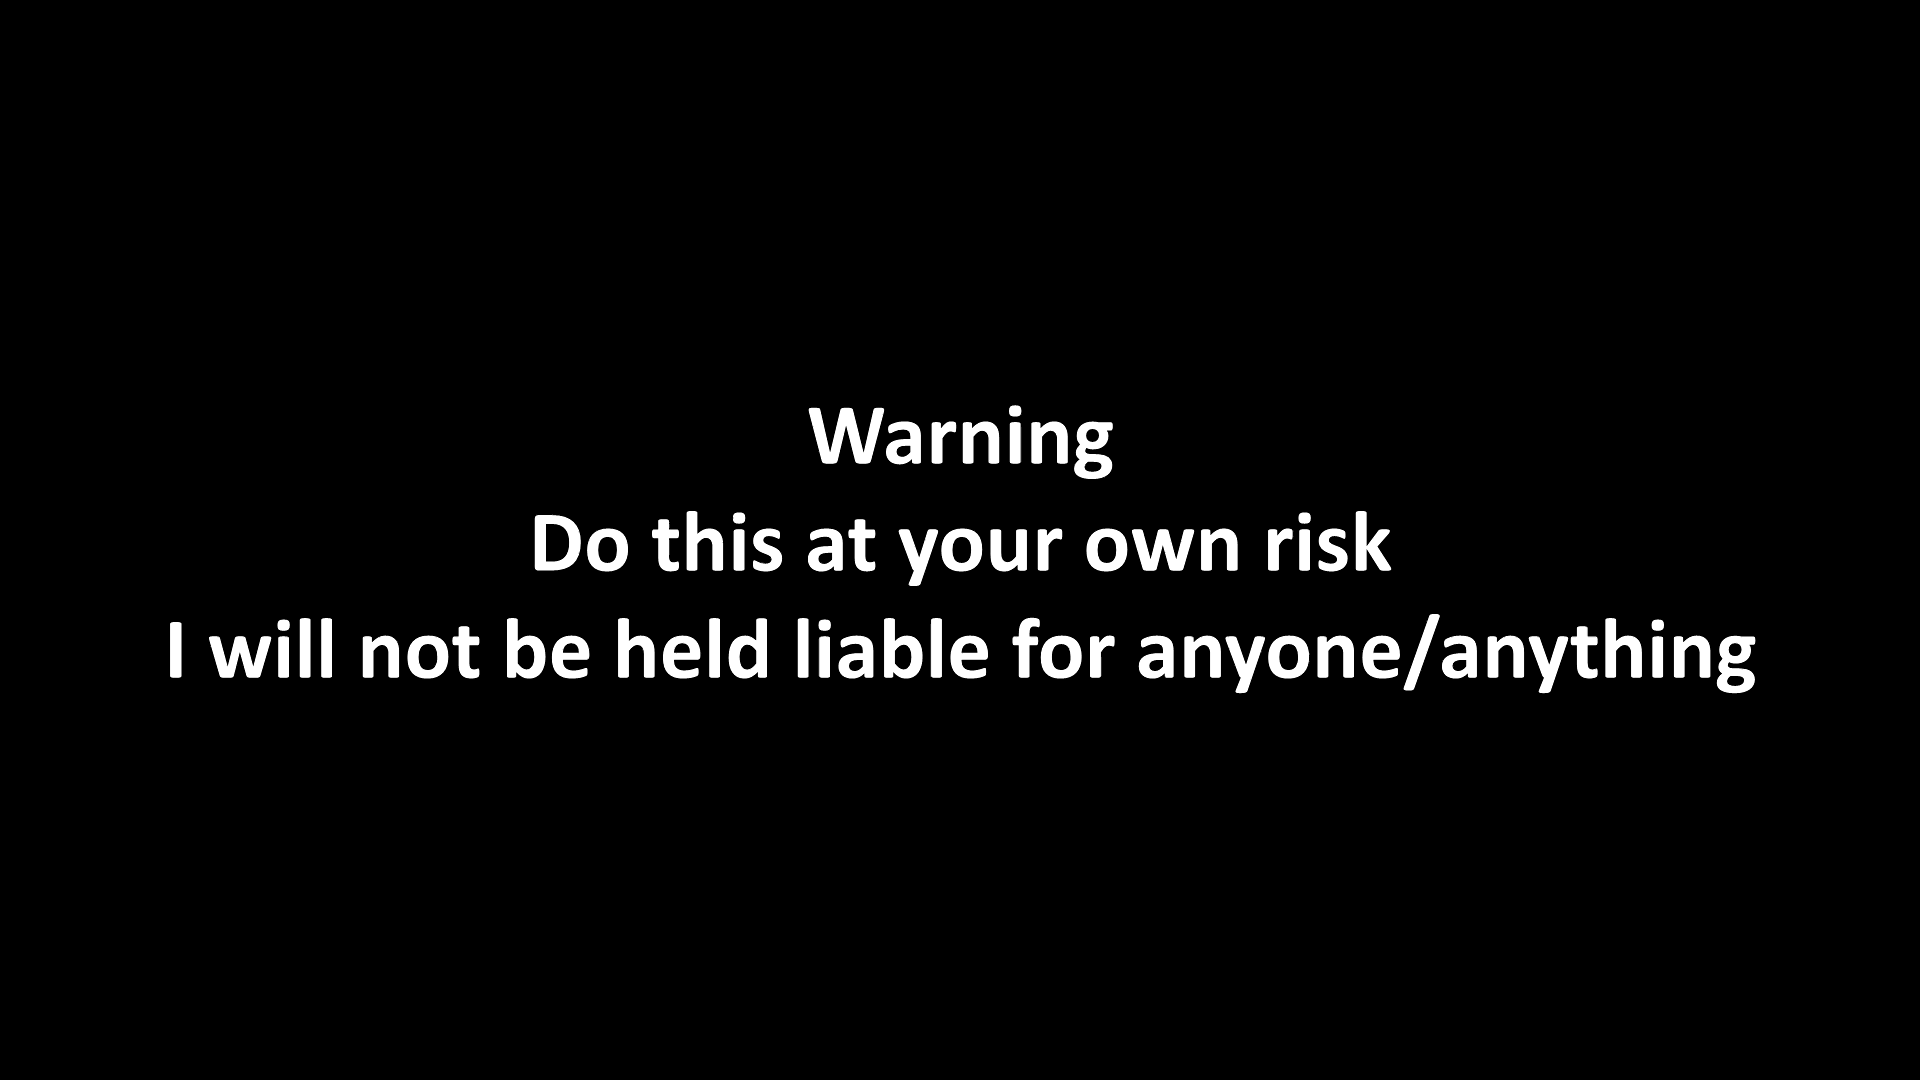 Warning
Do this at your own risk
I will not be held liable for anyone/anything